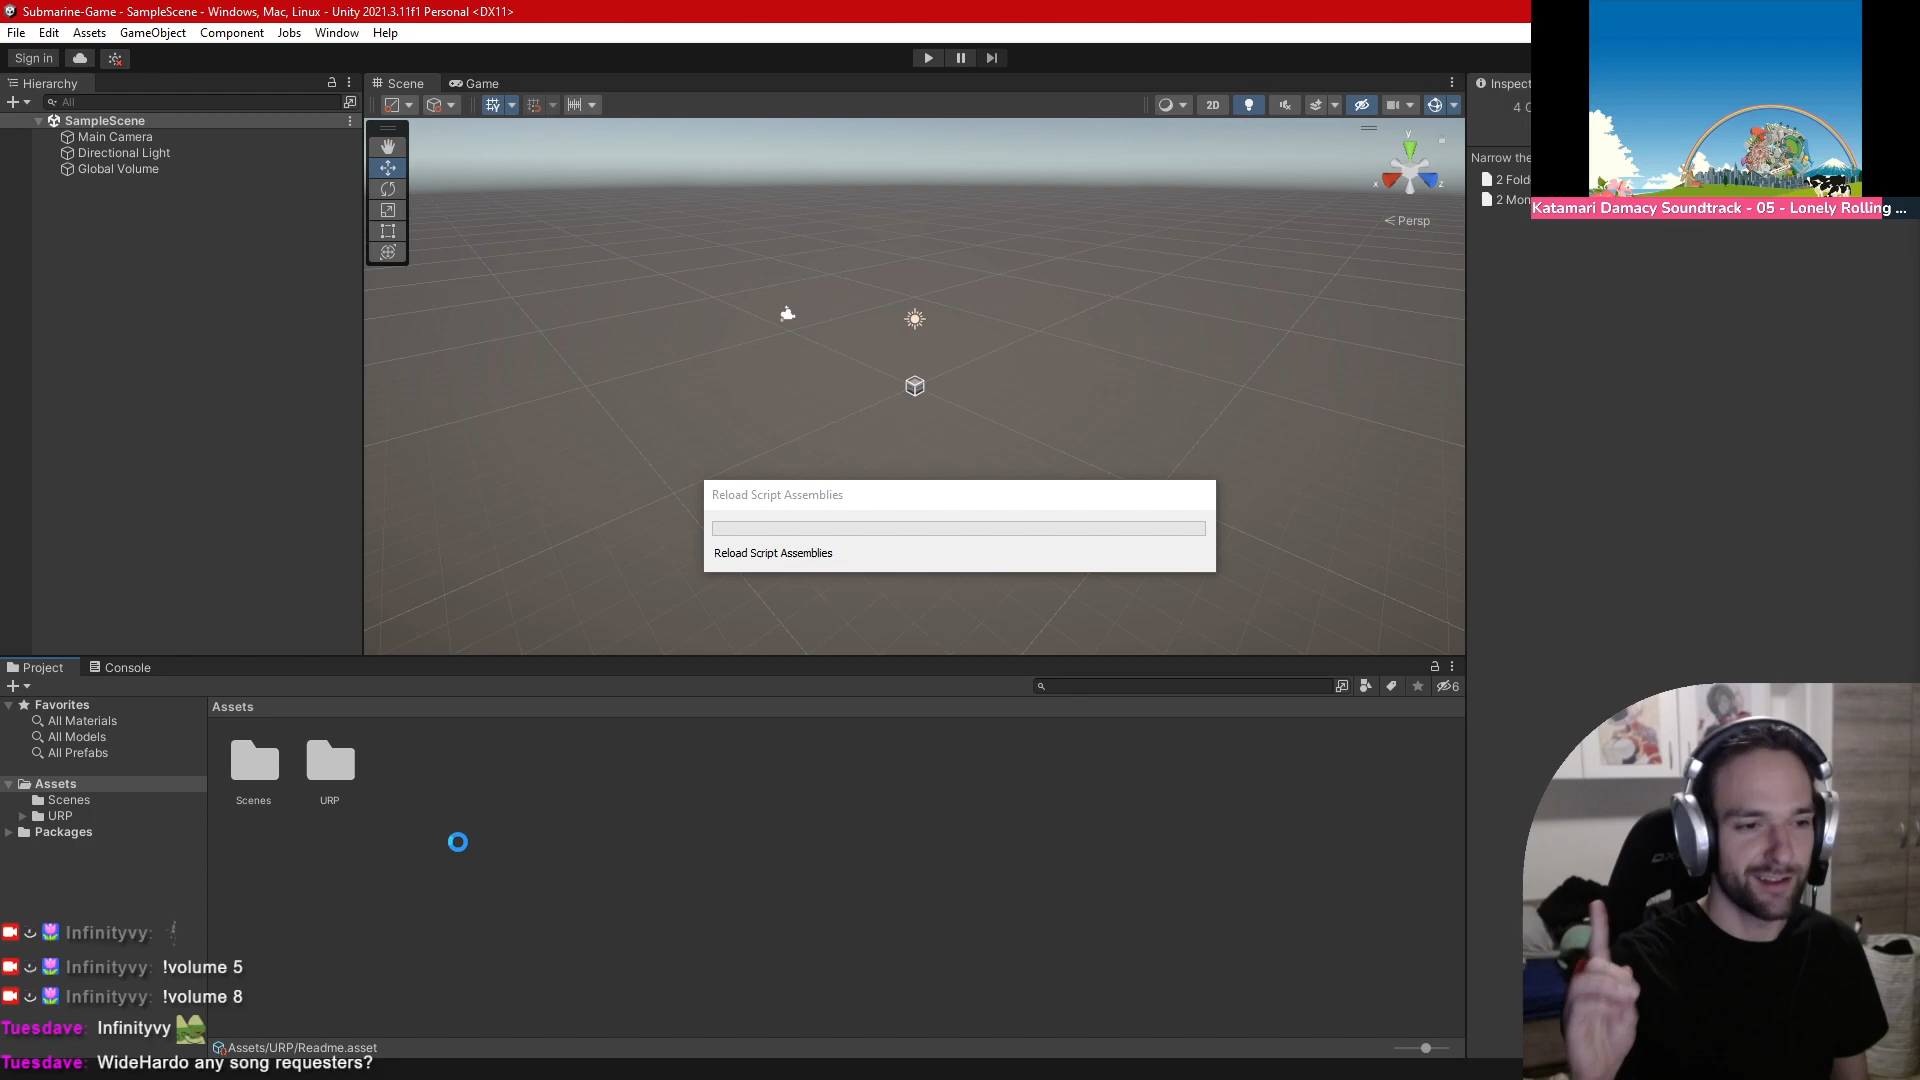 Submarine-Game - SampleScene - Windows, Mac, Linux - Unity 2021.3.11f1 Personal <DX11>
File Edit Assets GameObject Component Jobs Window Help
Sign in
Hierarchy
Scene
Game
Inspect
All
2D
4 O
SampleScene
Main Camera
Directional Light
Global Volume
y
x
z
Persp
Narrow the
2 Fold
2 Mon
Katamari Damacy Soundtrack - 05 - Lonely Rolling ...
Reload Script Assemblies
Reload Script Assemblies
Project
Console
6
Favorites
All Materials
All Models
All Prefabs
Assets
Scenes
URP
Packages
Assets
Scenes
URP
Infinityvy:
Infinityvy: !volume 5
Infinityvy: !volume 8
Tuesdave: Infinityvy
Assets/URP/Readme.asset
Tuesdave: WideHardo any song requesters?